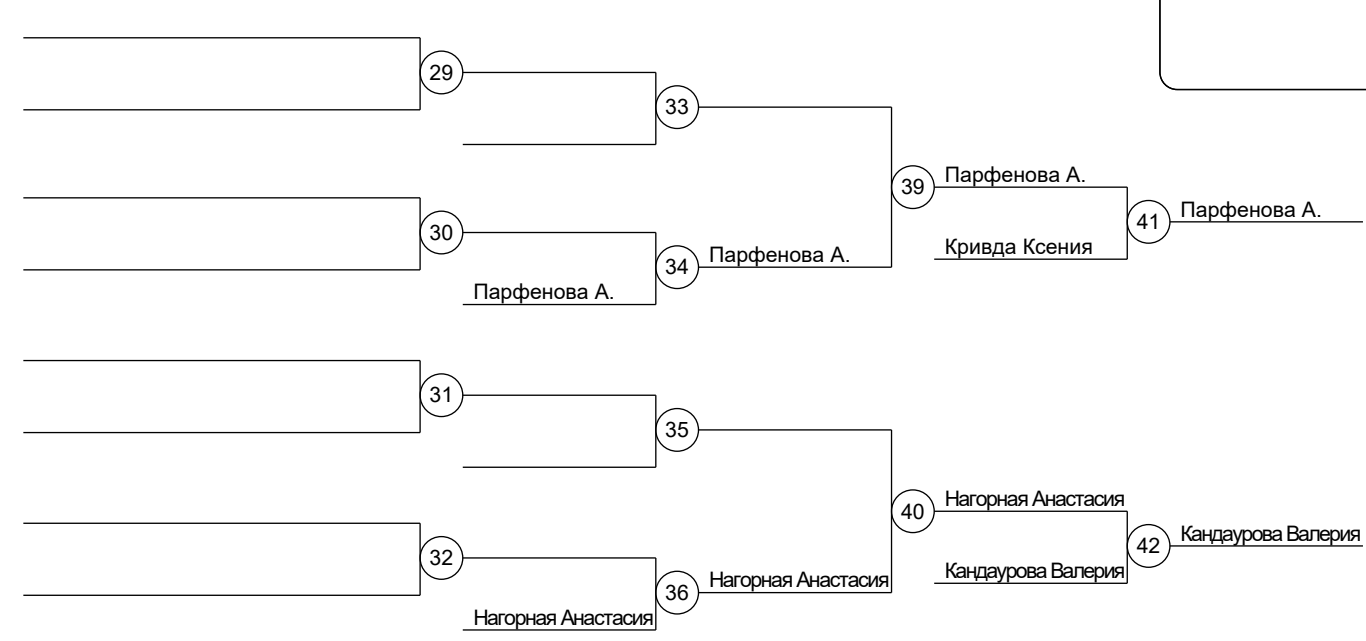 29
33
39
Парфенова А.
41
Парфенова А.
30
34
Парфенова А.
Кривда Ксения
Парфенова А.
31
35
40
Нагорная Анастасия
42
Кандаурова Валерия
32
36
Нагорная Анастасия
Кандаурова Валерия
Нагорная Анастасия